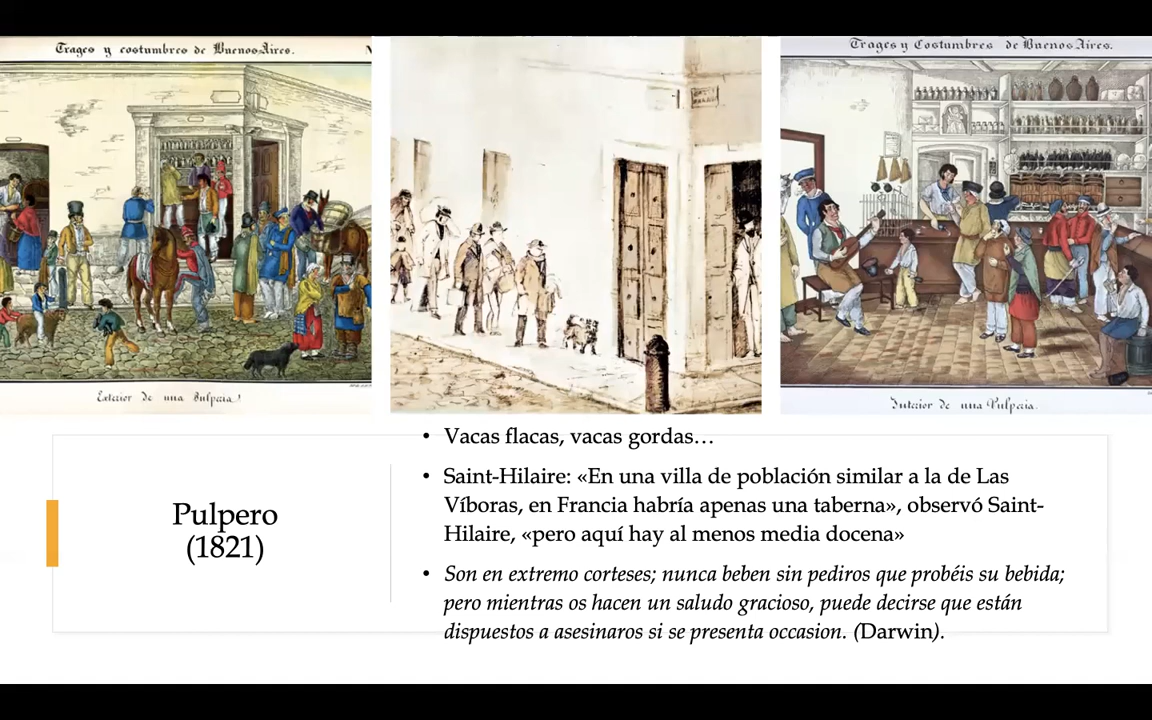 Trages y costumbres de Buenos Aires.
N
Exterior de una Pulperia
Trages y Costumbres de Buenos Aires.
Interior de una Pulperia.
Pulpero
(1821)
• Vacas flacas, vacas gordas…
• Saint-Hilaire: «En una villa de población similar a la de Las
Víboras, en Francia habría apenas una taberna», observó Saint-
Hilaire, «pero aquí hay al menos media docena»
• Son en extremo corteses; nunca beben sin pediros que probéis su bebida;
pero mientras os hacen un saludo gracioso, puede decirse que están
dispuestos a asesinaros si se presenta occasion. (Darwin).